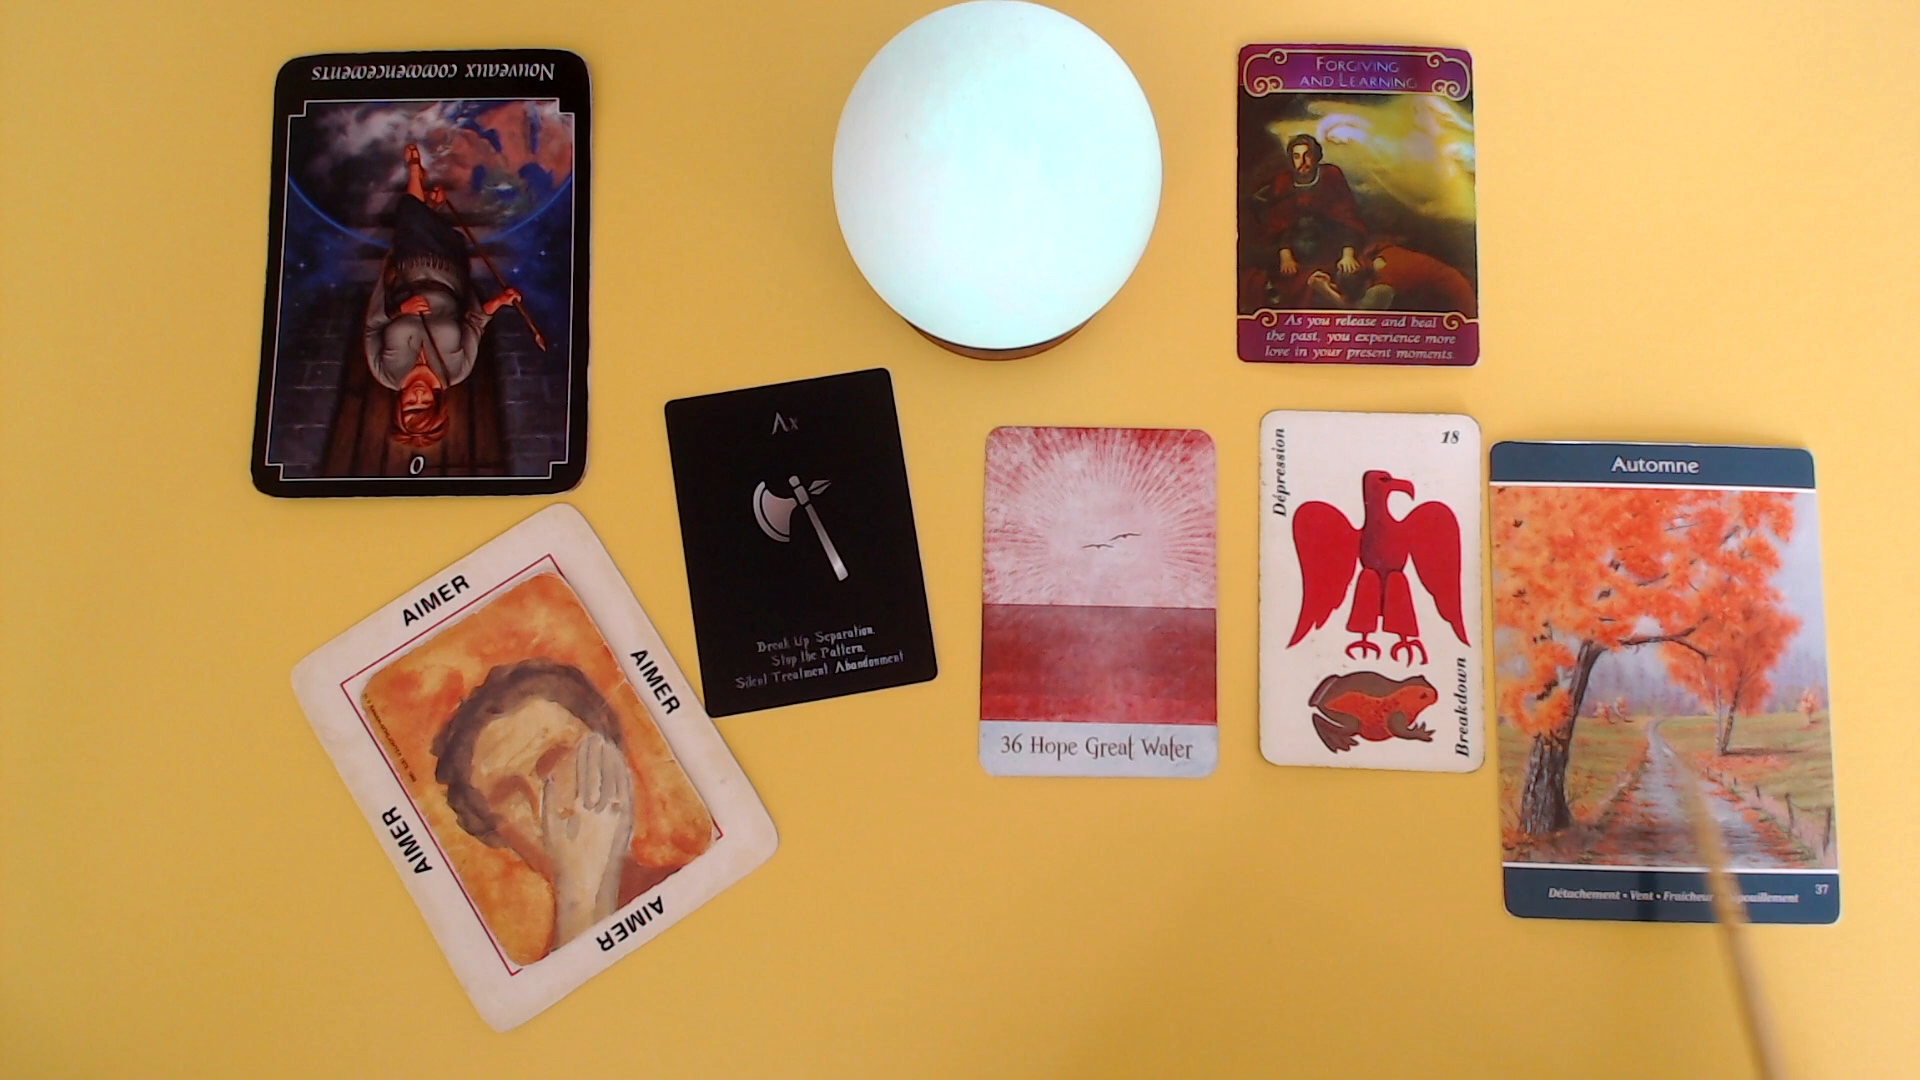 Nouveaux commencements
0
Forgiving
and Learning
As you release and heal
the past, you experience more
love in your present moments.
Ax
Break Up Separation.
Stop the Pattern.
Silent Treatment Abandonment
36 Hope Great Water
18
Dépression
Breakdown
Automne
Détachement • Vent • Fraîcheur
37
AIMER
AIMER
AIMER
AIMER